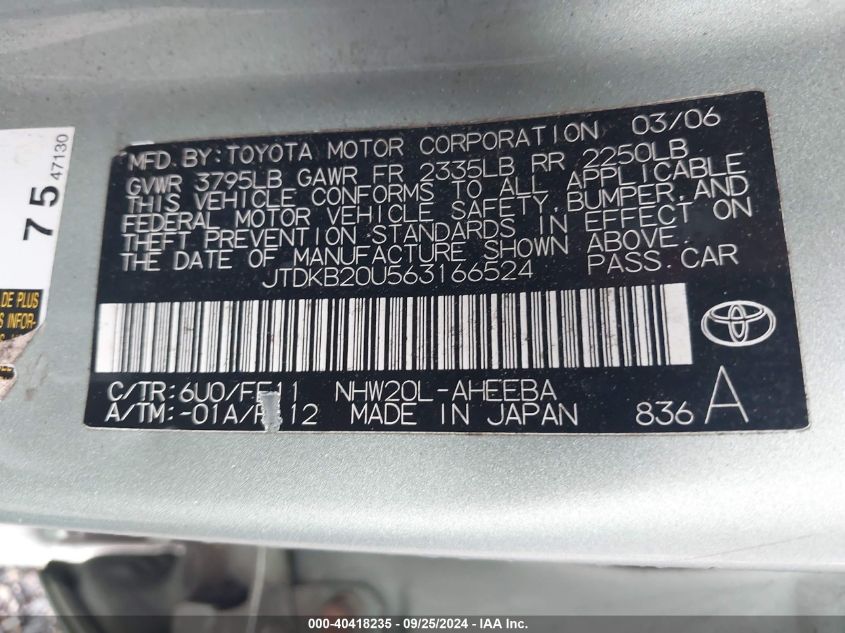 MFD. BY: TOYOTA MOTOR CORPORATION 03/06
GVWR 3795LB GAWR FR 2335LB RR 2250LB
THIS VEHICLE CONFORMS TO ALL APPLICABLE
FEDERAL MOTOR VEHICLE SAFETY, BUMPER, AND
THEFT PREVENTION STANDARDS IN EFFECT ON
THE DATE OF MANUFACTURE SHOWN ABOVE.
JTDKB20U563166524 PASS. CAR
C/TR: 6U0/FE11 NHW20L-AHEEBA
A/TM: -01A/ 12 MADE IN JAPAN 836 A
75
47130
DE PLUS
S INFOR-
000-40418235 - 09/25/2024 - IAA Inc.